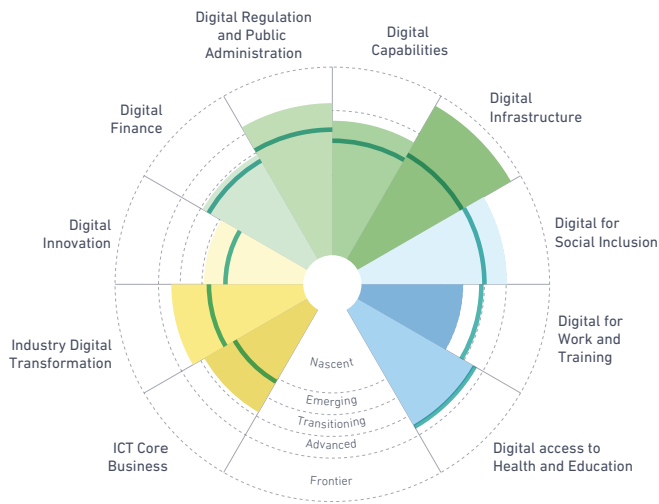 Digital Regulation
and Public
Administration
Digital
Capabilities
Digital
Infrastructure
Digital
Finance
Digital
Innovation
Digital for
Social Inclusion
Industry Digital
Transformation
Digital for
Work and
Training
ICT Core
Business
Digital access to
Health and Education
Nascent
Emerging
Transitioning
Advanced
Frontier